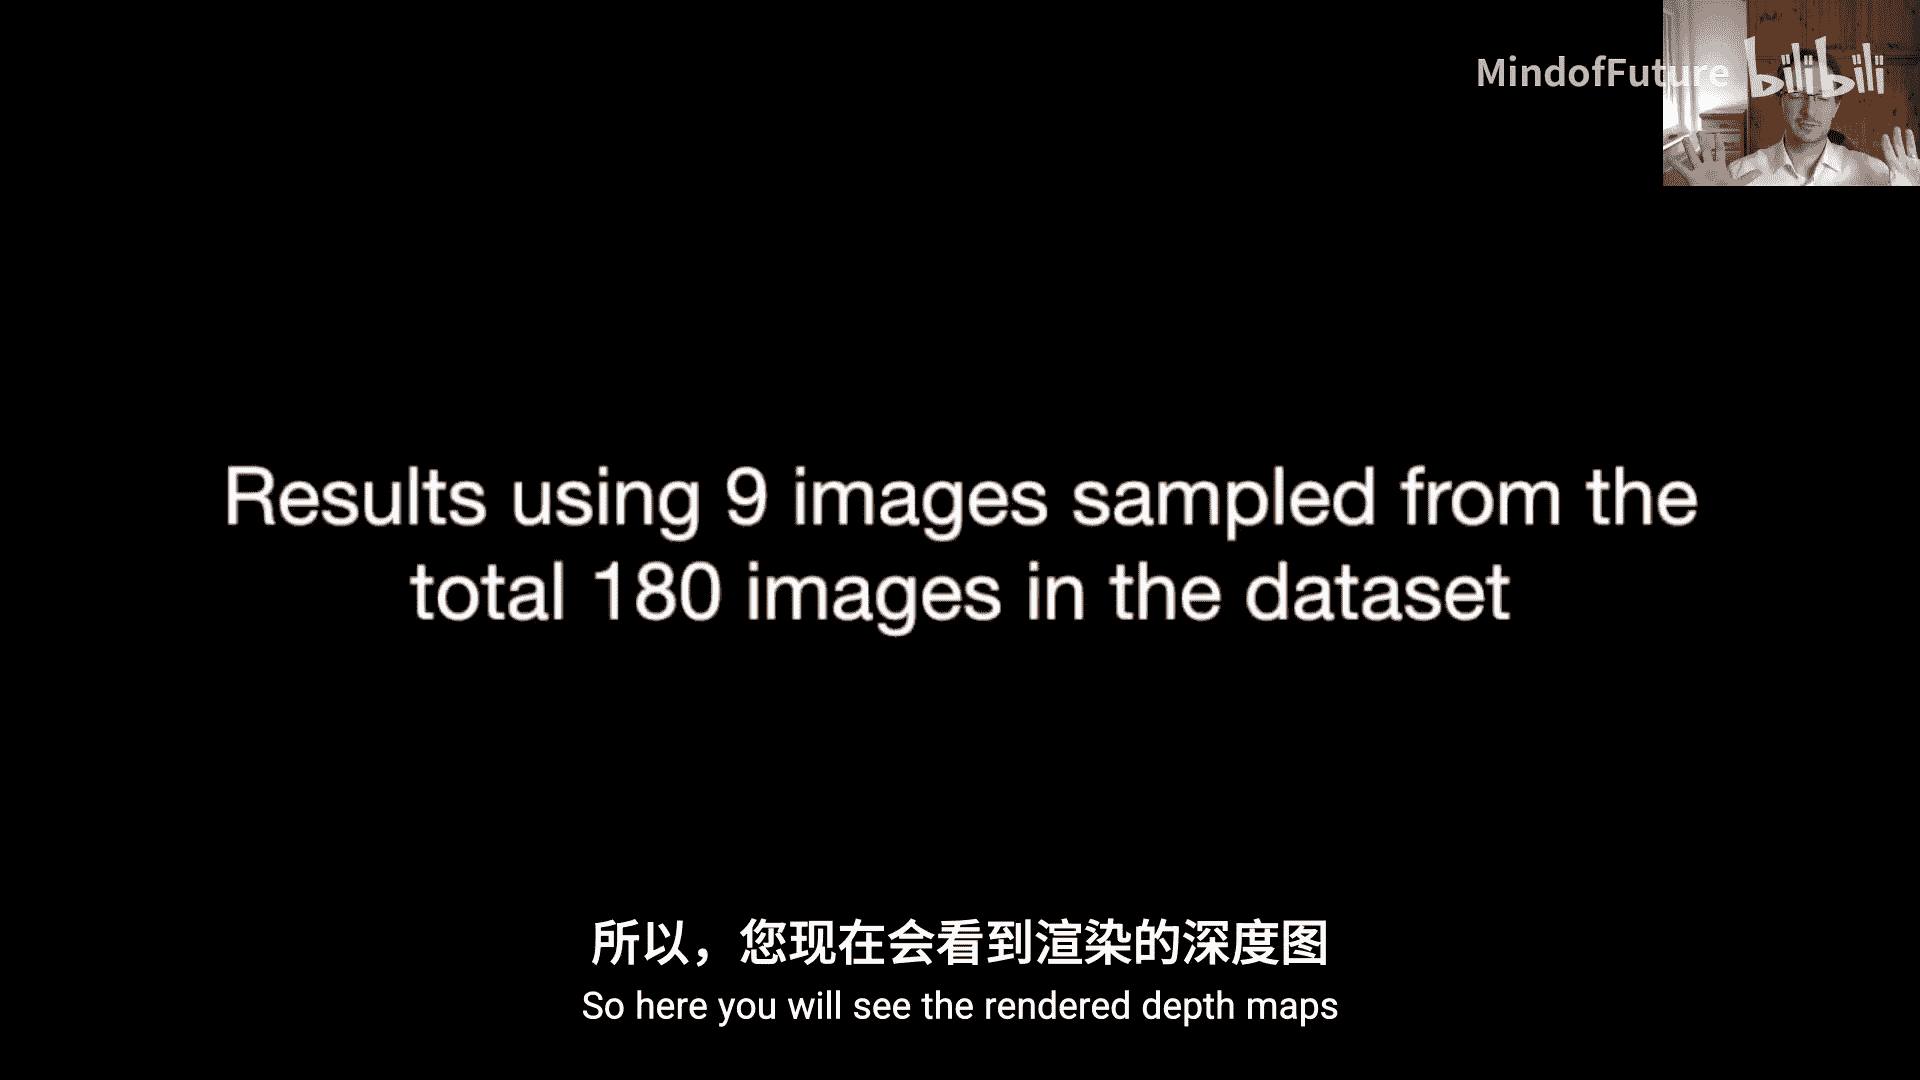 MindofFuture bilibili
Results using 9 images sampled from the
total 180 images in the dataset
所以，您现在会看到渲染的深度图
So here you will see the rendered depth maps